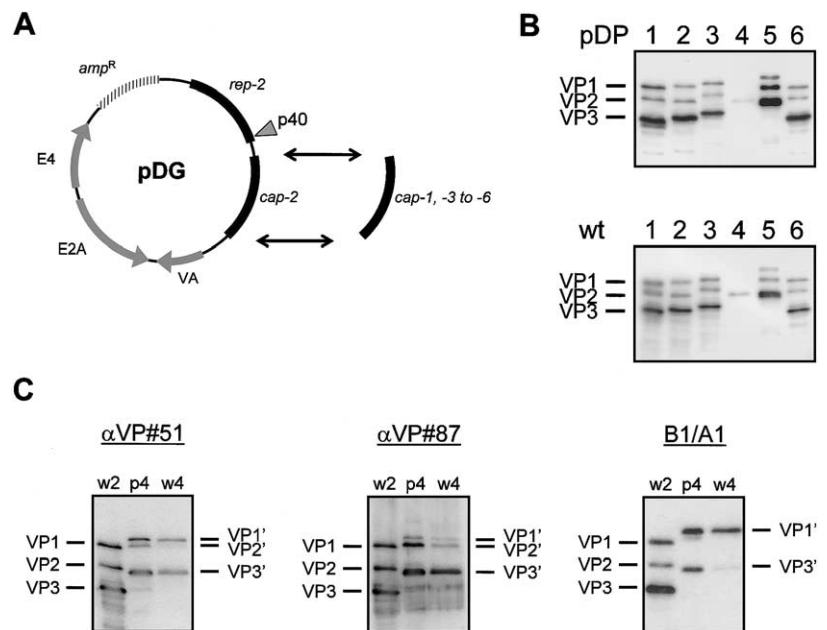 A
amp^R
rep-2
p40
E4
pDG
cap-2
cap-1, -3 to -6
E2A
VA
B
pDP 1 2 3 4 5 6
VP1
VP2
VP3
wt 1 2 3 4 5 6
VP1
VP2
VP3
C
αVP#51
w2 p4 w4
VP1
VP2
VP3
VP1'
VP2'
VP3'
αVP#87
w2 p4 w4
VP1
VP2
VP3
VP1'
VP2'
VP3'
B1/A1
w2 p4 w4
VP1
VP2
VP3
VP1'
VP3'